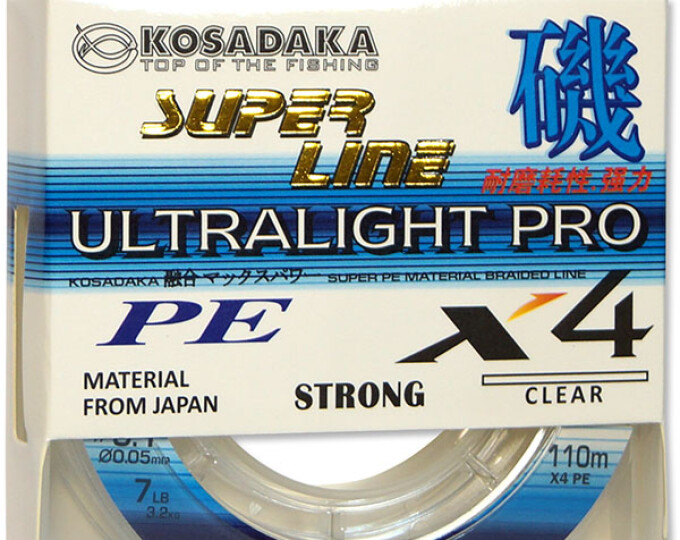 KOSADAKA
TOP OF THE FISHING
磯
SUPER
LINE
耐磨耗性.强力
ULTRALIGHT PRO
KOSADAKA 融合マックスパワー SUPER PE MATERIAL BRAIDED LINE
PE X4
MATERIAL
FROM JAPAN
STRONG
CLEAR
Ø0.05mm
7LB
3.2KG
110m
X4 PE